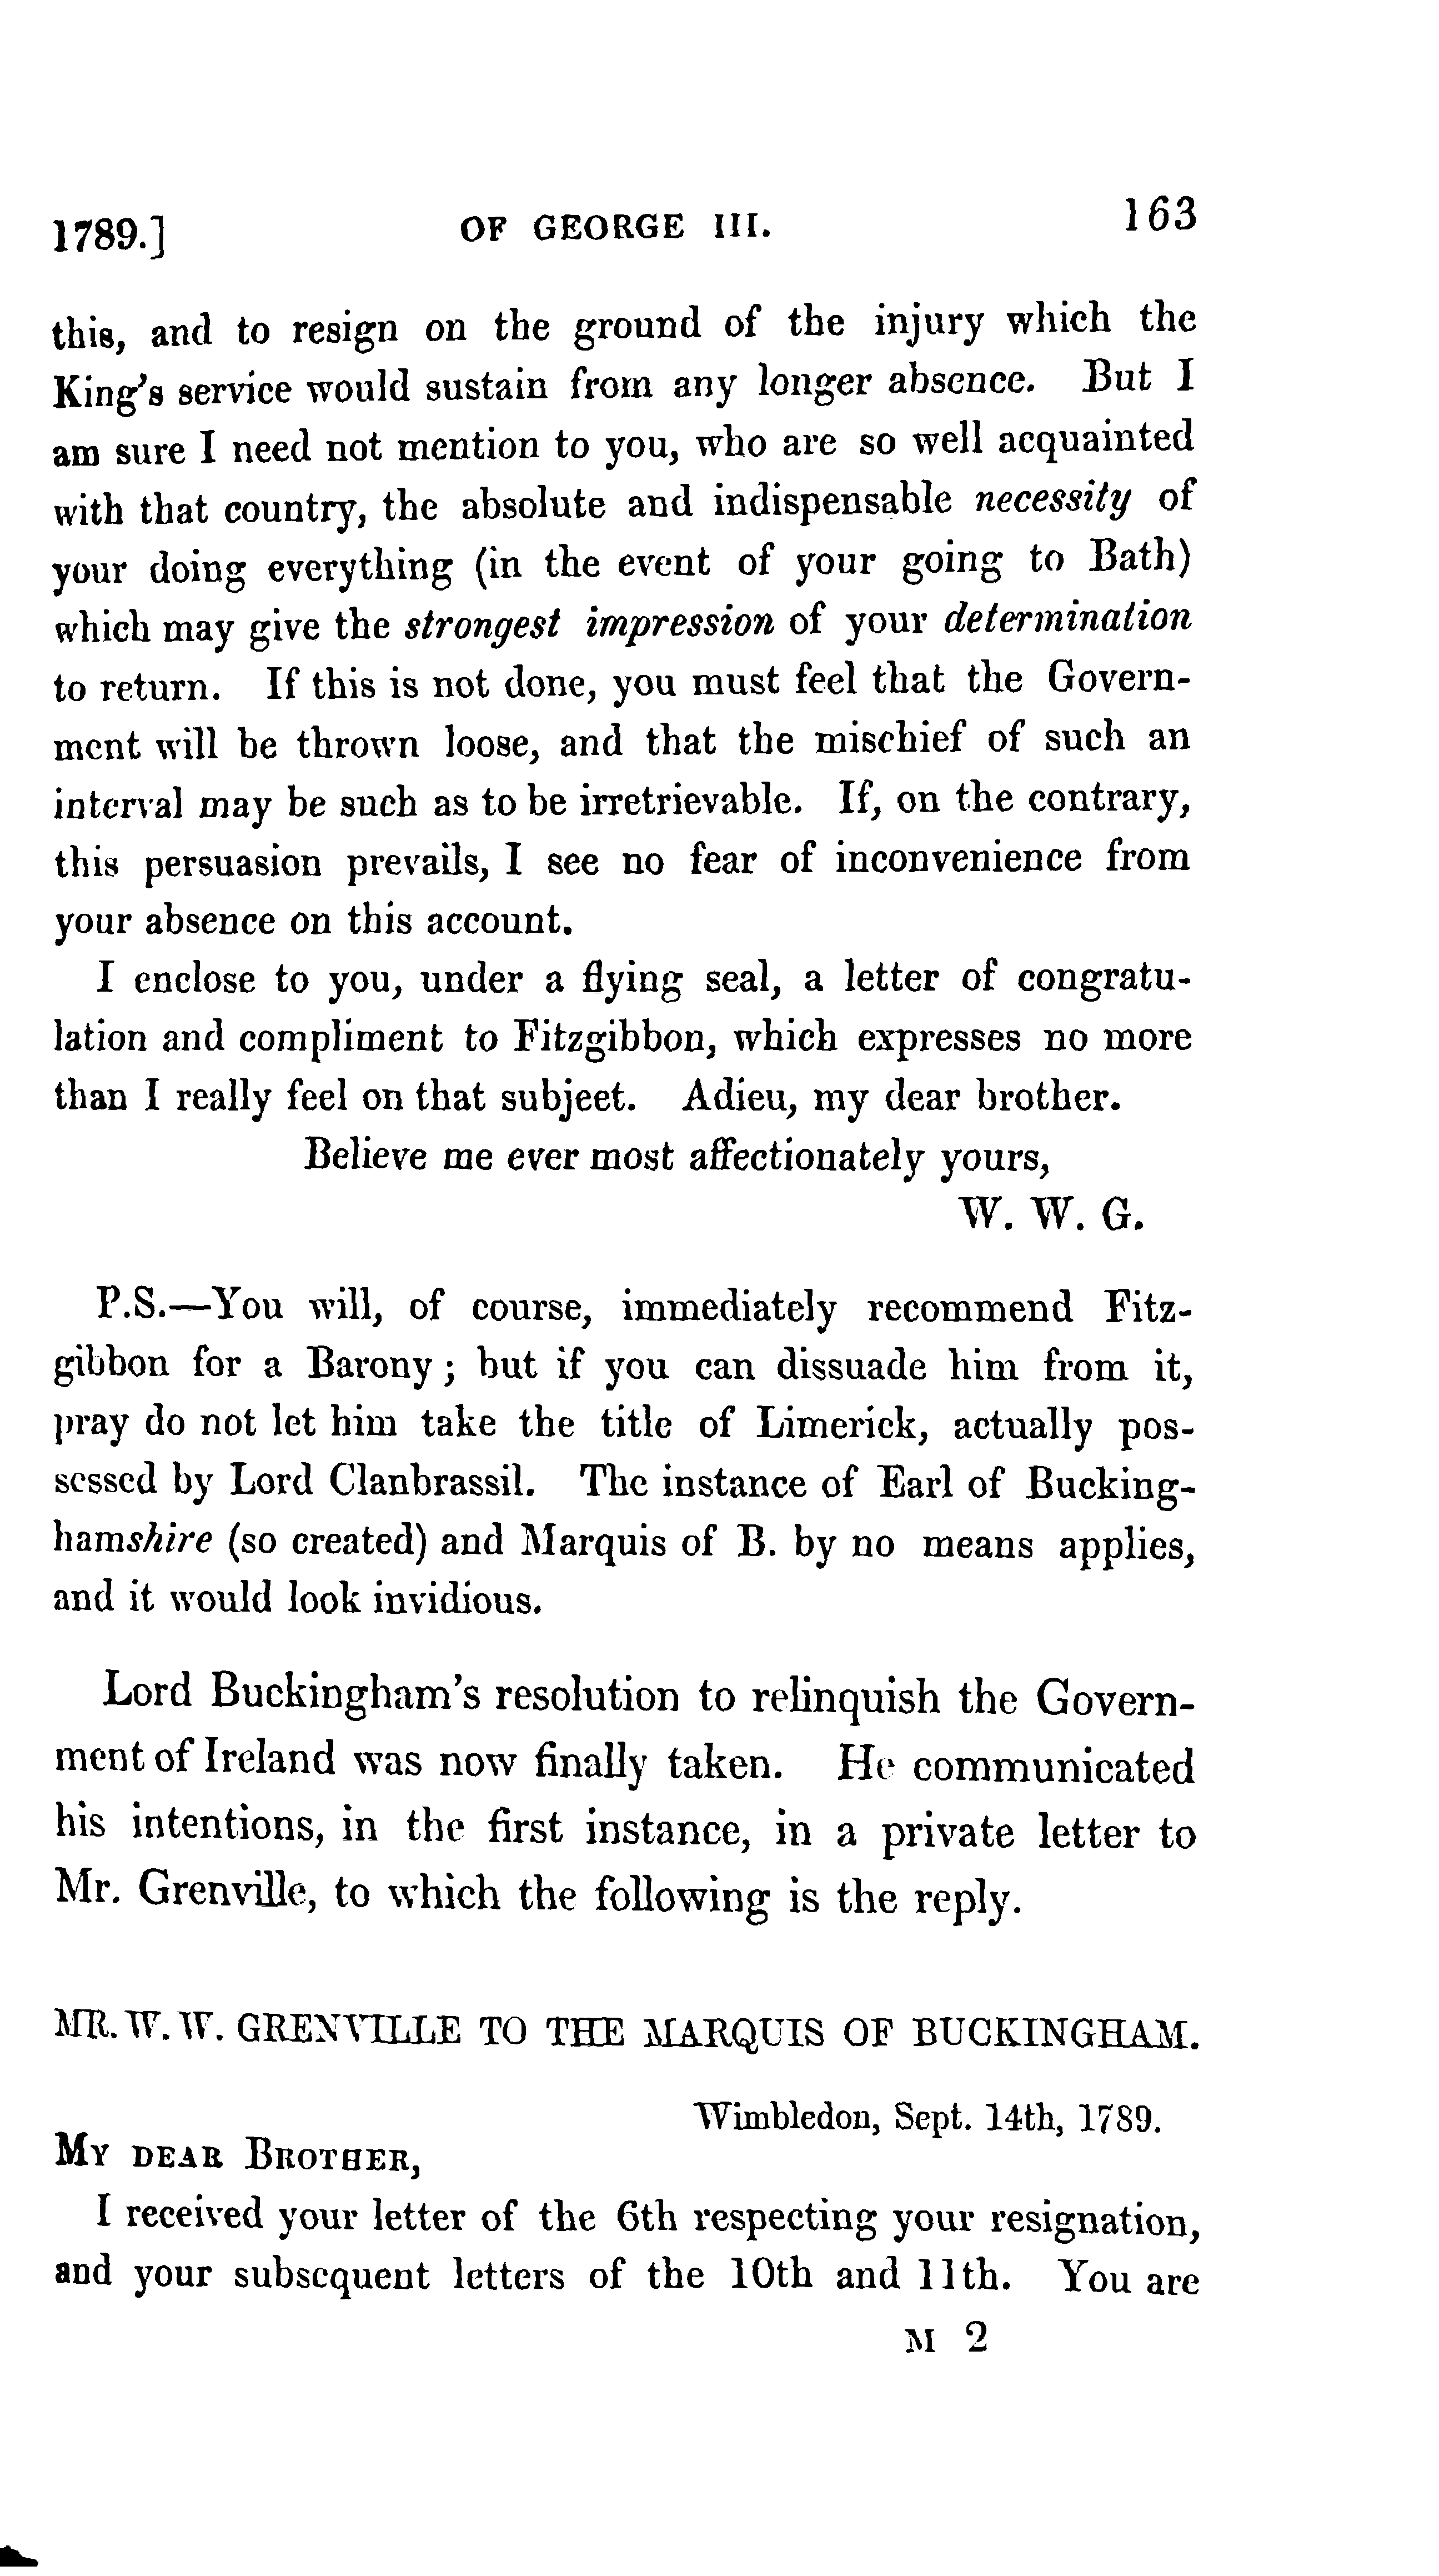 1789.] OF GEORGE III. 163
this, and to resign on the ground of the injury which the
King's service would sustain from any longer absence. But I
am sure I need not mention to you, who are so well acquainted
with that country, the absolute and indispensable necessity of
your doing everything (in the event of your going to Bath)
which may give the strongest impression of your determination
to return. If this is not done, you must feel that the Govern-
ment will be thrown loose, and that the mischief of such an
interval may be such as to be irretrievable. If, on the contrary,
this persuasion prevails, I see no fear of inconvenience from
your absence on this account.
I enclose to you, under a flying seal, a letter of congratu-
lation and compliment to Fitzgibbon, which expresses no more
than I really feel on that subject. Adieu, my dear brother.
Believe me ever most affectionately yours,
W. W. G.
P.S.—You will, of course, immediately recommend Fitz-
gibbon for a Barony; but if you can dissuade him from it,
pray do not let him take the title of Limerick, actually pos-
sessed by Lord Clanbrassil. The instance of Earl of Bucking-
hamshire (so created) and Marquis of B. by no means applies,
and it would look invidious.
Lord Buckingham's resolution to relinquish the Govern-
ment of Ireland was now finally taken. He communicated
his intentions, in the first instance, in a private letter to
Mr. Grenville, to which the following is the reply.
MR. W. W. GRENVILLE TO THE MARQUIS OF BUCKINGHAM.
Wimbledon, Sept. 14th, 1789.
MY DEAR BROTHER,
I received your letter of the 6th respecting your resignation,
and your subsequent letters of the 10th and 11th. You are
M 2